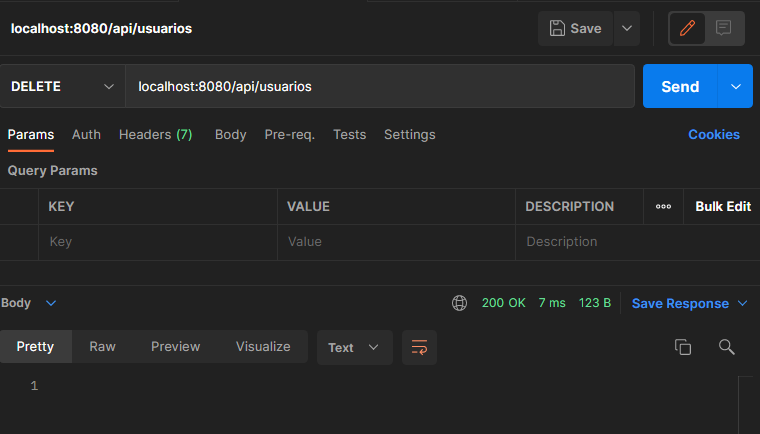 localhost:8080/api/usuarios Save
DELETE localhost:8080/api/usuarios Send
Params Auth Headers (7) Body Pre-req. Tests Settings Cookies
Query Params
KEY VALUE DESCRIPTION Bulk Edit
Key Value Description
Body 200 OK 7 ms 123 B Save Response
Pretty Raw Preview Visualize Text
1